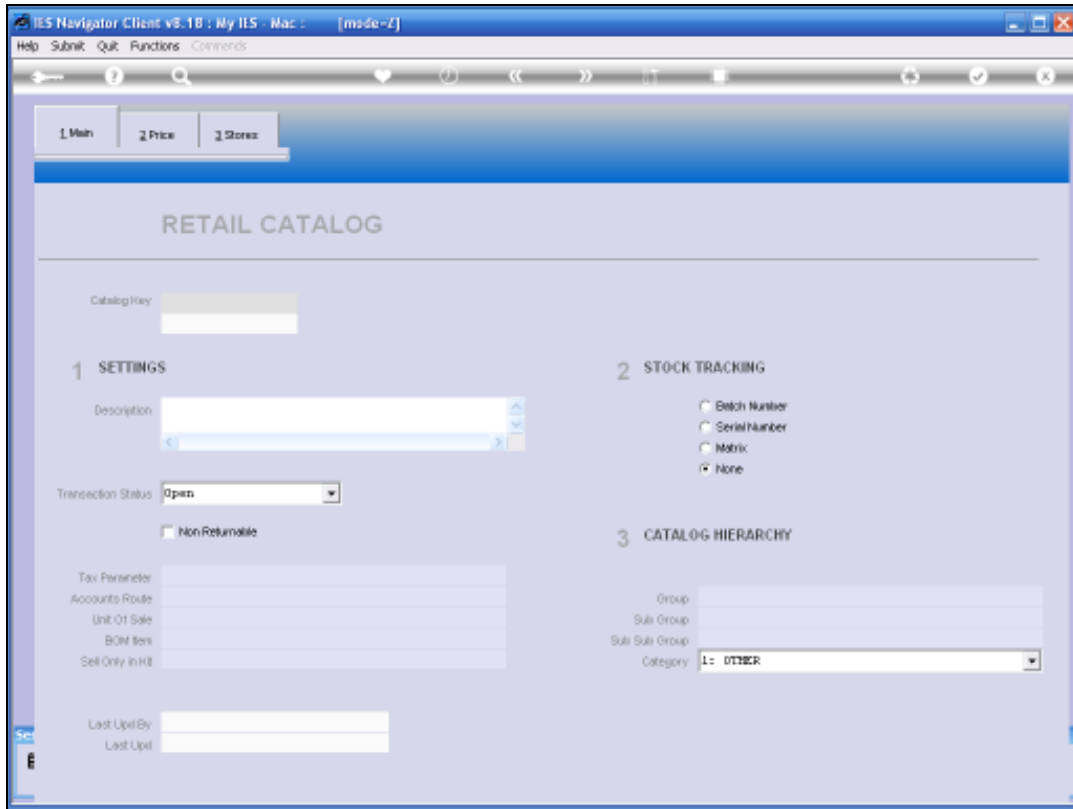 IES Navigator Client v8.1B : My IES - Mac : [mode=Z]
Help Submit Quit Functions Commands
1 Main 2 Price 3 Stores
RETAIL CATALOG
Catalog Key
1 SETTINGS
2 STOCK TRACKING
Description
Batch Number
Serial Number
Matrix
None
Transaction Status Open
Non Returnable
3 CATALOG HIERARCHY
Tax Parameter
Accounts Route
Group
Unit Of Sale
Sub Group
BOM Item
Sub Sub Group
Sell Only in Kit
Category 1: OTHER
Last Upd By
Last Upd